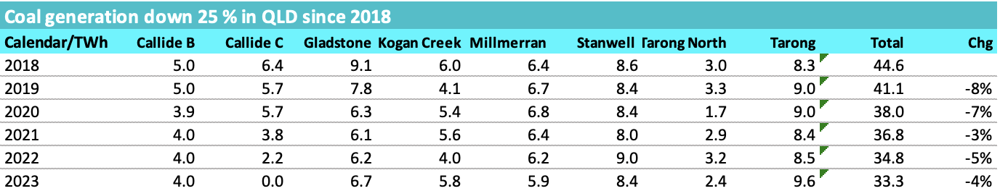 Coal generation down 25 % in QLD since 2018
Calendar/TWh Callide B Callide C Gladstone Kogan Creek Millmerran Stanwell Tarong North Tarong Total Chg
2018 5.0 6.4 9.1 6.0 6.4 8.6 3.0 8.3 44.6
2019 5.0 5.7 7.8 4.1 6.7 8.4 3.3 9.0 41.1 -8%
2020 3.9 5.7 6.3 5.4 6.8 8.4 1.7 9.0 38.0 -7%
2021 4.0 3.8 6.1 5.6 6.4 8.0 2.9 8.4 36.8 -3%
2022 4.0 2.2 6.2 4.0 6.2 9.0 3.2 8.5 34.8 -5%
2023 4.0 0.0 6.7 5.8 5.9 8.4 2.4 9.6 33.3 -4%